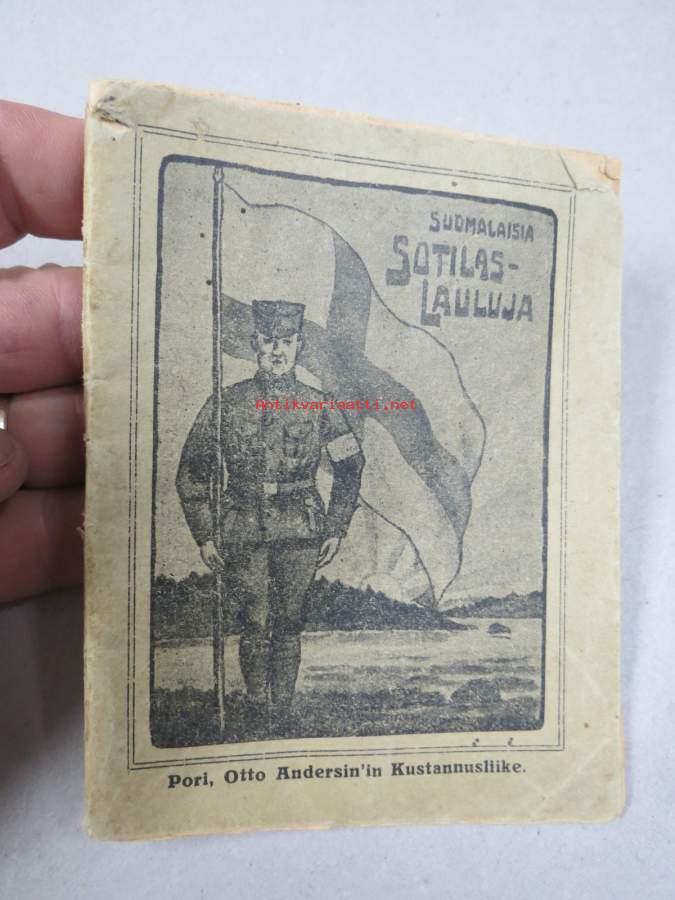 SUOMALAISIA
SOTILAS-
LAULUJA
Antikvariaatti.net
Pori, Otto Andersin'in Kustannusliike.